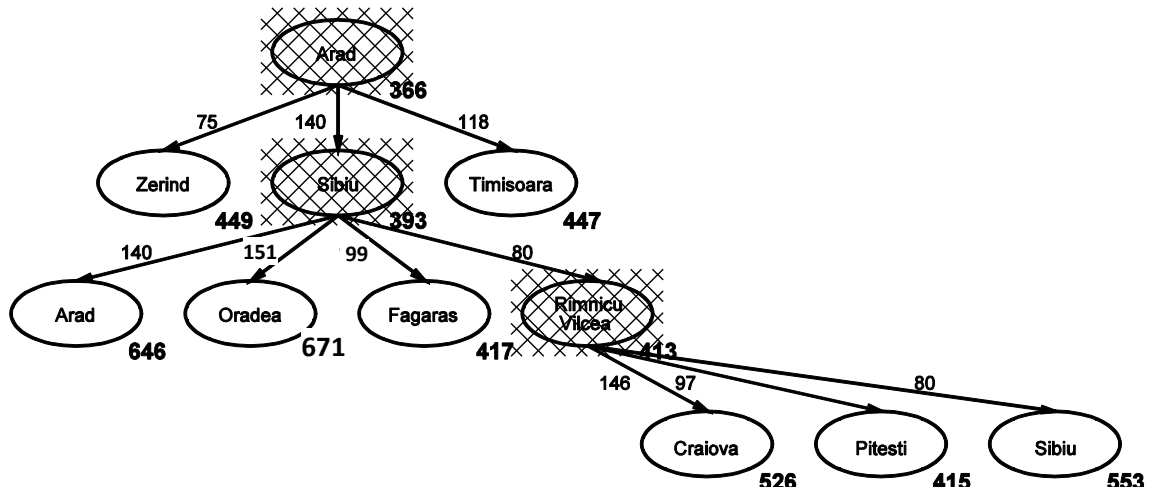 Arad
366
75
140
118
Zerind
Sibiu
Timisoara
449
393
447
140
151
99
80
Arad
Oradea
Fagaras
Rimnicu
Vilcea
646
671
417
413
146
97
80
Craiova
Pitesti
Sibiu
526
415
553